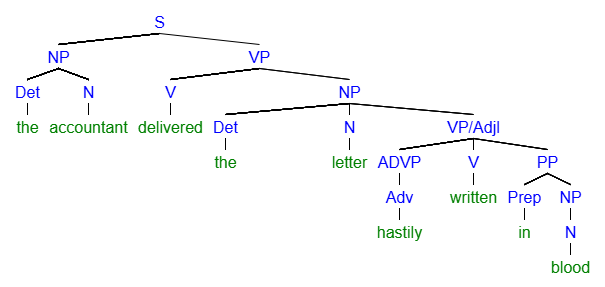 S
NP VP
Det N V NP
the accountant delivered Det N VP/Adjl
the letter ADVP V PP
Adv written Prep NP
hastily in N
blood